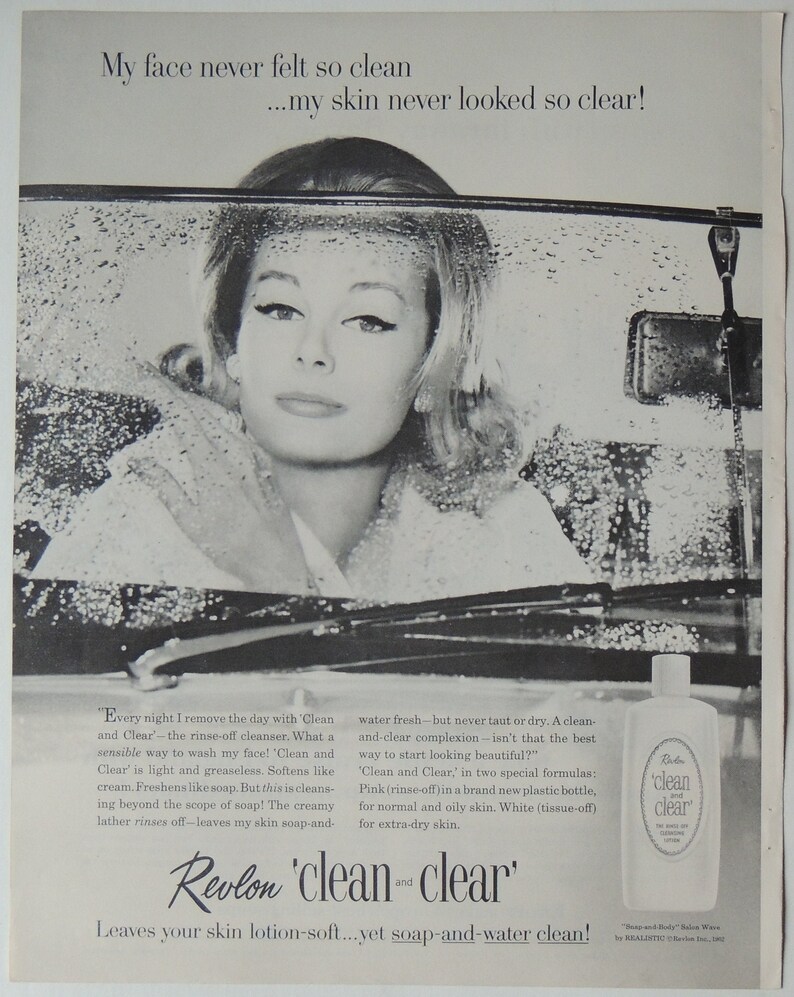 My face never felt so clean
...my skin never looked so clear!
"Every night I remove the day with 'Clean
and Clear'—the rinse-off cleanser. What a
sensible way to wash my face! 'Clean and
Clear' is light and greaseless. Softens like
cream. Freshens like soap. But this is cleans-
ing beyond the scope of soap! The creamy
lather rinses off—leaves my skin soap-and-
water fresh—but never taut or dry. A clean-
and-clear complexion—isn't that the best
way to start looking beautiful?"
'Clean and Clear,' in two special formulas:
Pink (rinse-off) in a brand new plastic bottle,
for normal and oily skin. White (tissue-off)
for extra-dry skin.
Revlon
'clean
and
clear'
THE RINSE-OFF
CLEANSING
LOTION
Revlon 'clean and clear'
Leaves your skin lotion-soft...yet soap-and-water clean!
"Snap-and-Body" Salon Wave
by REALISTIC ©Revlon Inc., 1962